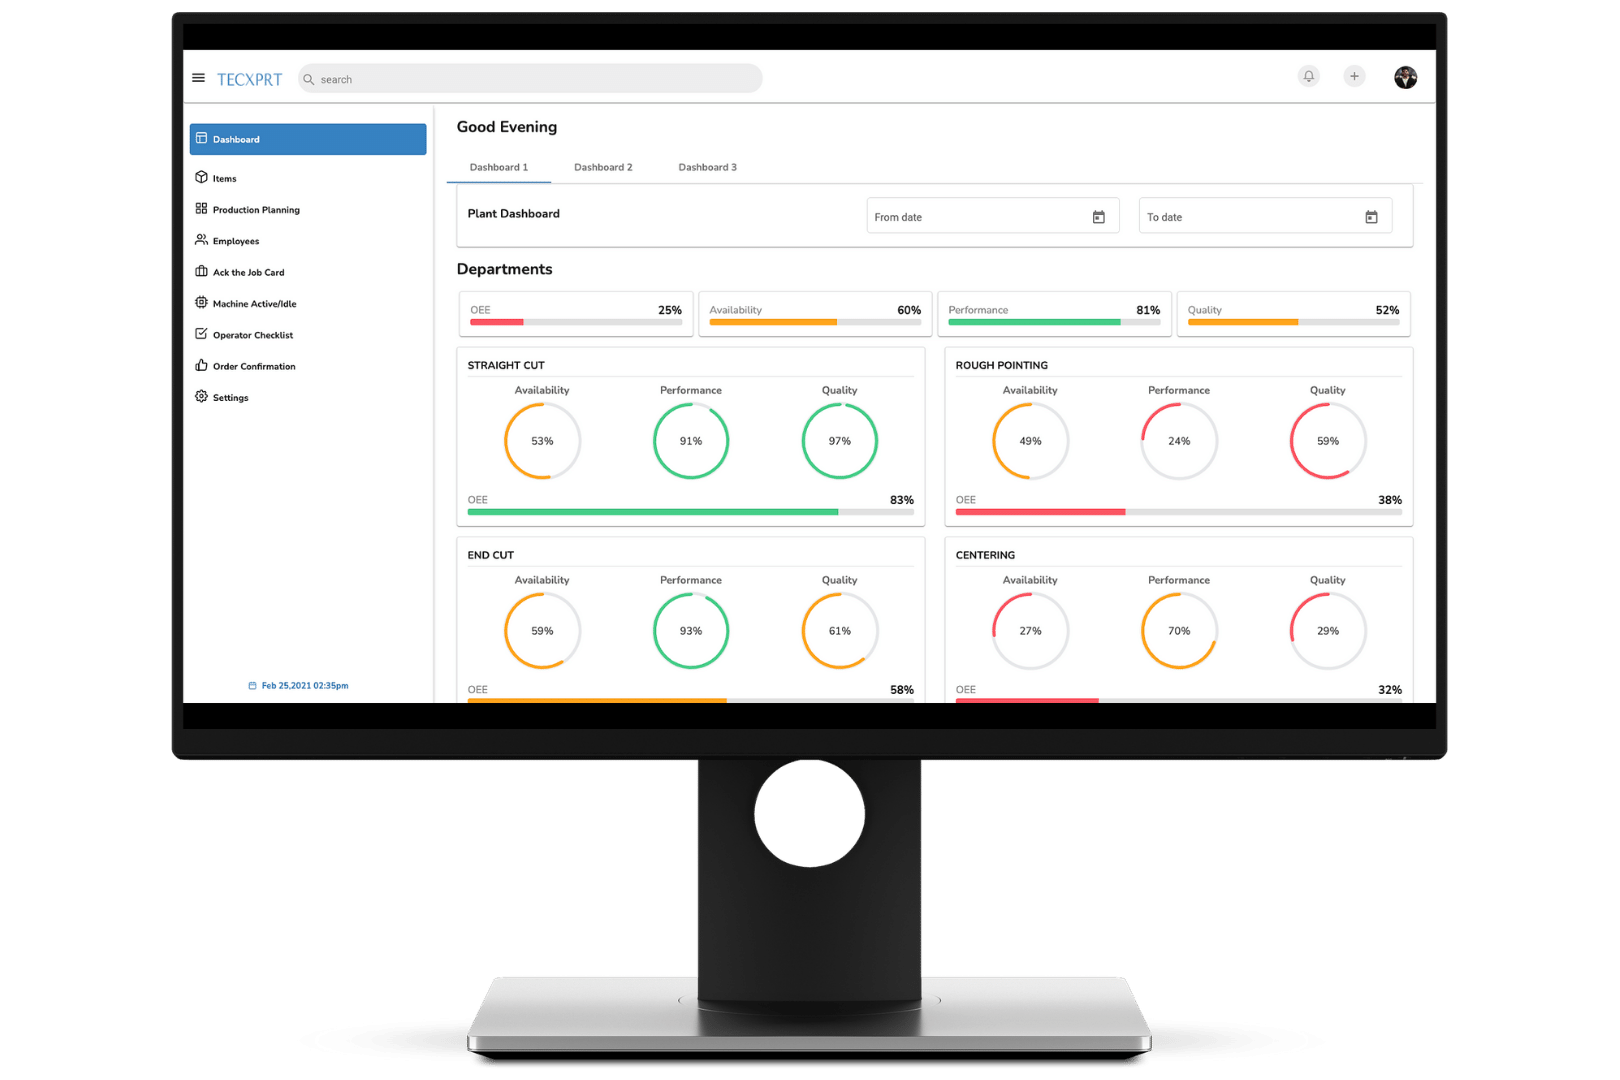 TECXPRT
search
Dashboard
Items
Production Planning
Employees
Ack the Job Card
Machine Active/Idle
Operator Checklist
Order Confirmation
Settings
Feb 25,2021 02:35pm
Good Evening
Dashboard 1 Dashboard 2 Dashboard 3
Plant Dashboard From date To date
Departments
OEE 25% Availability 60% Performance 81% Quality 52%
STRAIGHT CUT
Availability Performance Quality
53% 91% 97%
OEE 83%
ROUGH POINTING
Availability Performance Quality
49% 24% 59%
OEE 38%
END CUT
Availability Performance Quality
59% 93% 61%
OEE 58%
CENTERING
Availability Performance Quality
27% 70% 29%
OEE 32%